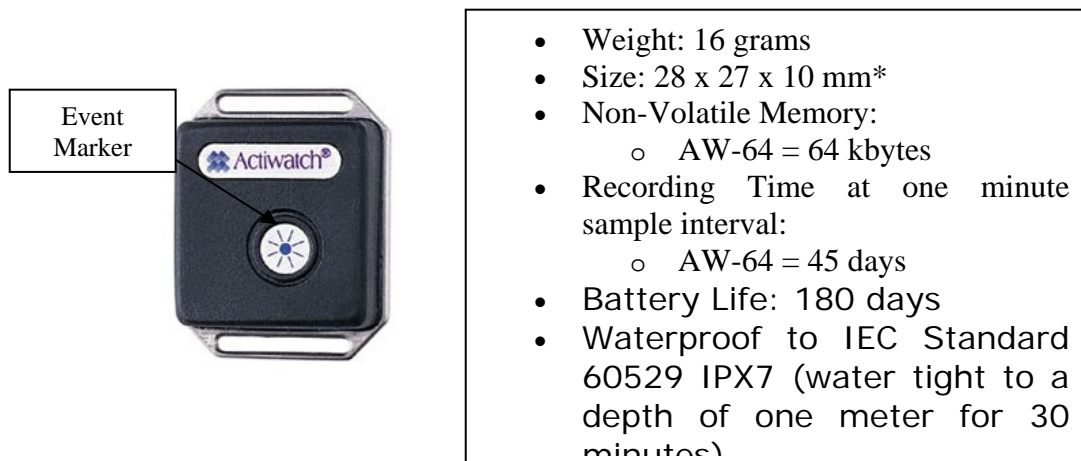 Event
Marker
Actiwatch®
• Weight: 16 grams
• Size: 28 x 27 x 10 mm*
• Non-Volatile Memory:
o AW-64 = 64 kbytes
• Recording Time at one minute
sample interval:
o AW-64 = 45 days
• Battery Life: 180 days
• Waterproof to IEC Standard
60529 IPX7 (water tight to a
depth of one meter for 30
minutes)